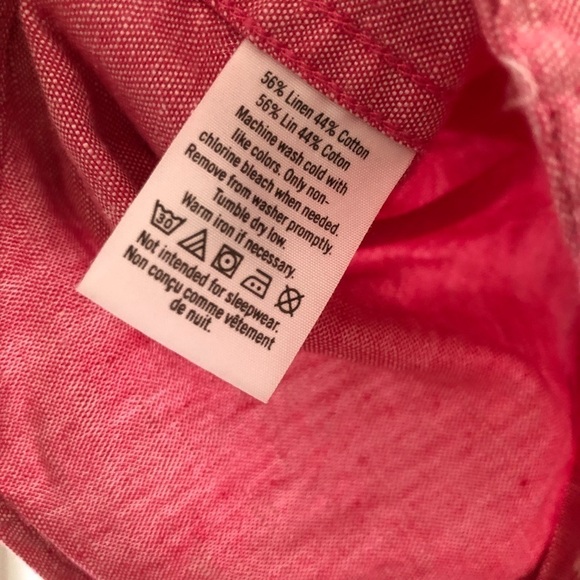 56% Linen 44% Cotton
56% Lin 44% Coton
Machine wash cold with
like colors. Only non-
chlorine bleach when needed.
Remove from washer promptly.
Tumble dry low.
Warm iron if necessary.
30
Not intended for sleepwear.
Non conçu comme vêtement
de nuit.